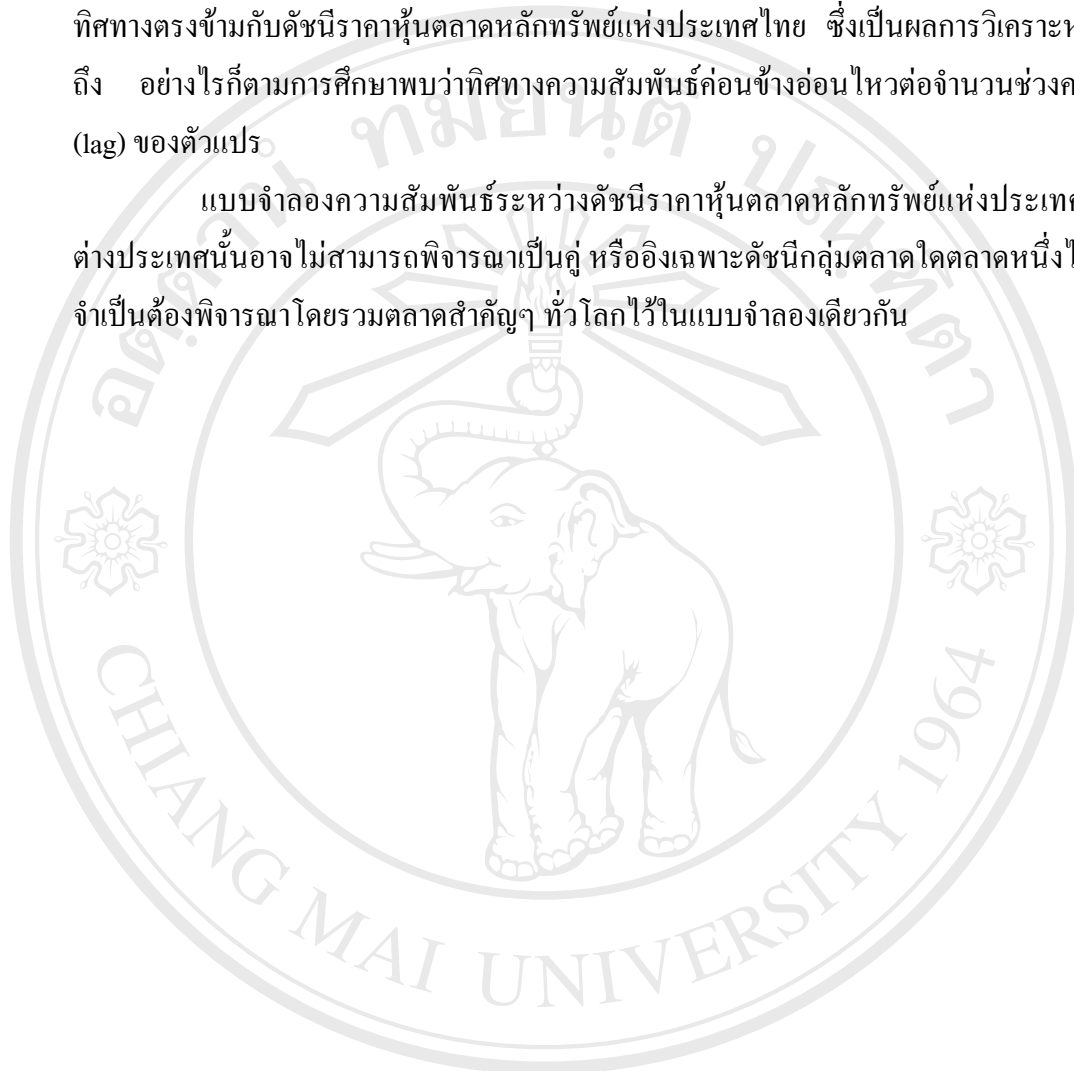 ทิศทางตรงข้ามกับดัชนีราคาหุ้นตลาดหลักทรัพย์แห่งประเทศไทย ซึ่งเป็นผลการวิเคราะห
ถึง อย่างไรก็ตามการศึกษาพบว่าทิศทางความสัมพันธ์ค่อนข้างอ่อนไหวต่อจำนวนช่วงค
(lag) ของตัวแปร
แบบจำลองความสัมพันธ์ระหว่างดัชนีราคาหุ้นตลาดหลักทรัพย์แห่งประเทศ
ต่างประเทศนั้นอาจไม่สามารถพิจารณาเป็นคู่ หรืออิงเฉพาะดัชนีกลุ่มตลาดใดตลาดหนึ่งไ
จำเป็นต้องพิจารณาโดยรวมตลาดสำคัญๆ ทั่วโลกไว้ในแบบจำลองเดียวกัน
อตฺตานํ ทมยนฺติ ปณฺฑิตา
CHIANG MAI UNIVERSITY 1964